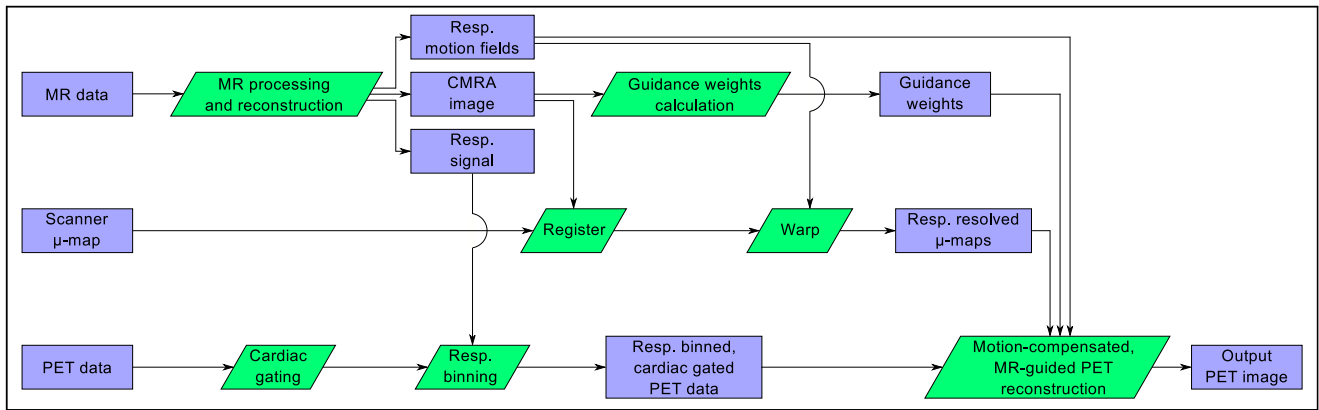 Resp.
motion fields
MR data
MR processing
and reconstruction
CMRA
image
Guidance weights
calculation
Guidance
weights
Resp.
signal
Scanner
μ-map
Register
Warp
Resp. resolved
μ-maps
PET data
Cardiac
gating
Resp.
binning
Resp. binned,
cardiac gated
PET data
Motion-compensated,
MR-guided PET
reconstruction
Output
PET image